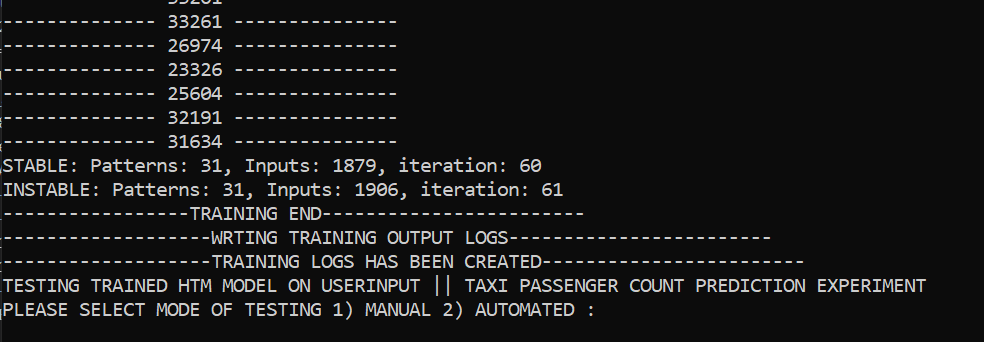 -------------- 33261 ---------------
-------------- 26974 ---------------
-------------- 23326 ---------------
-------------- 25604 ---------------
-------------- 32191 ---------------
-------------- 31634 ---------------
STABLE: Patterns: 31, Inputs: 1879, iteration: 60
INSTABLE: Patterns: 31, Inputs: 1906, iteration: 61
-----------------TRAINING END------------------------
-------------------WRTING TRAINING OUTPUT LOGS------------------------
-------------------TRAINING LOGS HAS BEEN CREATED------------------------
TESTING TRAINED HTM MODEL ON USERINPUT || TAXI PASSENGER COUNT PREDICTION EXPERIMENT
PLEASE SELECT MODE OF TESTING 1) MANUAL 2) AUTOMATED :